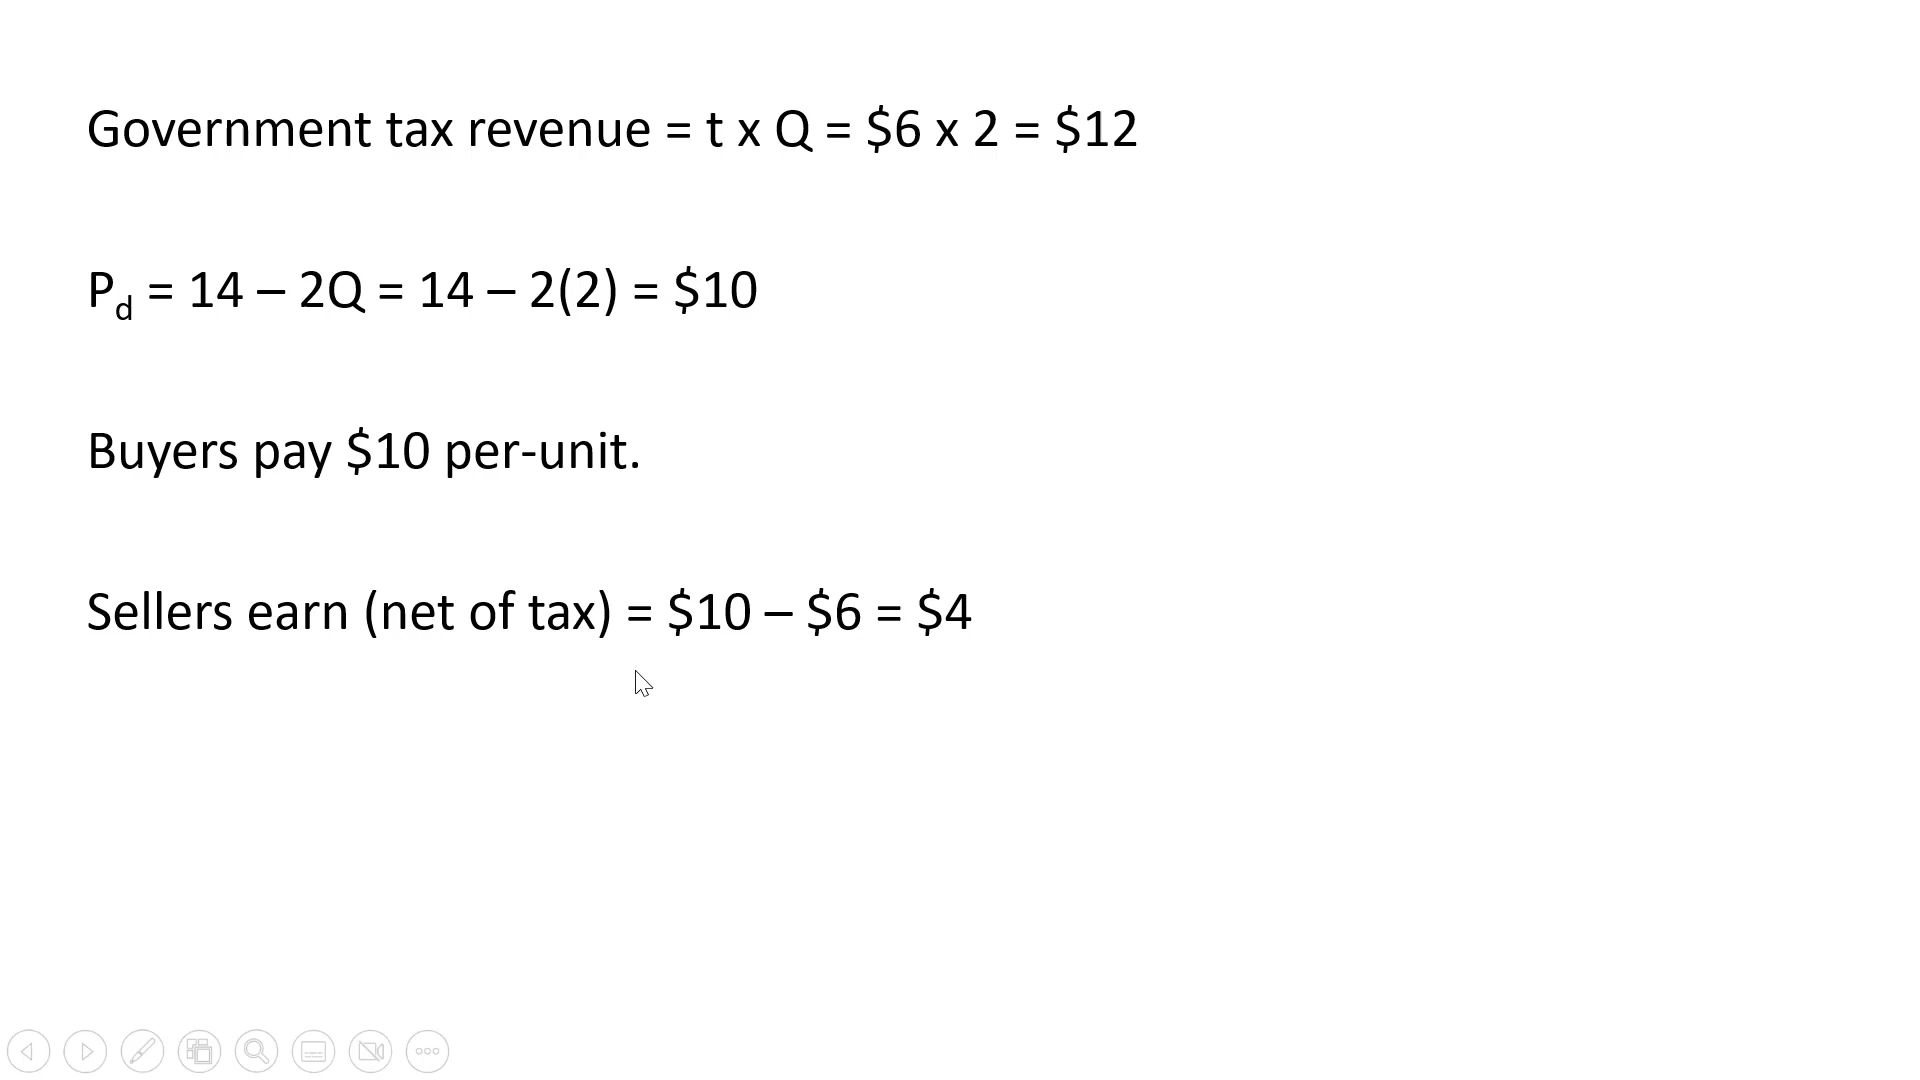 Government tax revenue = t x Q = $6 x 2 = $12
Pd = 14 – 2Q = 14 – 2(2) = $10
Buyers pay $10 per-unit.
Sellers earn (net of tax) = $10 – $6 = $4